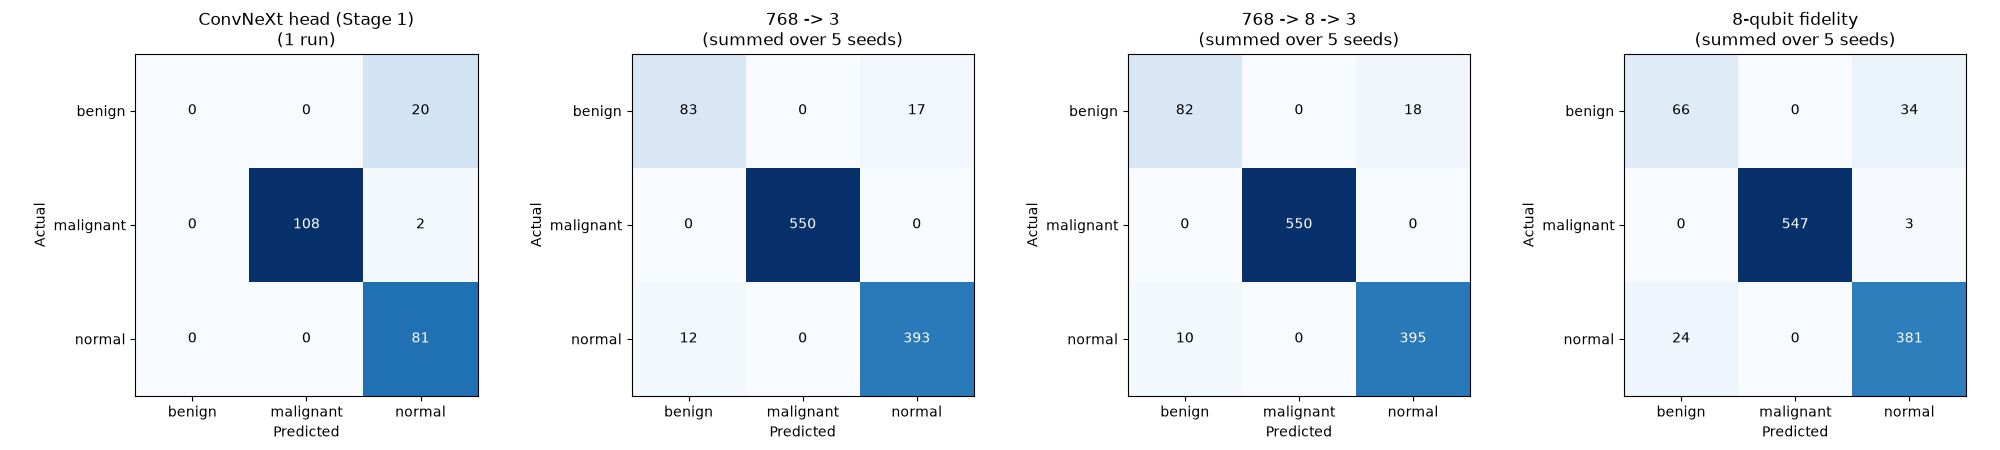 ConvNeXt head (Stage 1)
(1 run)
Actual
benign 0 0 20
malignant 0 108 2
normal 0 0 81
benign malignant normal
Predicted
768 -> 3
(summed over 5 seeds)
Actual
benign 83 0 17
malignant 0 550 0
normal 12 0 393
benign malignant normal
Predicted
768 -> 8 -> 3
(summed over 5 seeds)
Actual
benign 82 0 18
malignant 0 550 0
normal 10 0 395
benign malignant normal
Predicted
8-qubit fidelity
(summed over 5 seeds)
Actual
benign 66 0 34
malignant 0 547 3
normal 24 0 381
benign malignant normal
Predicted